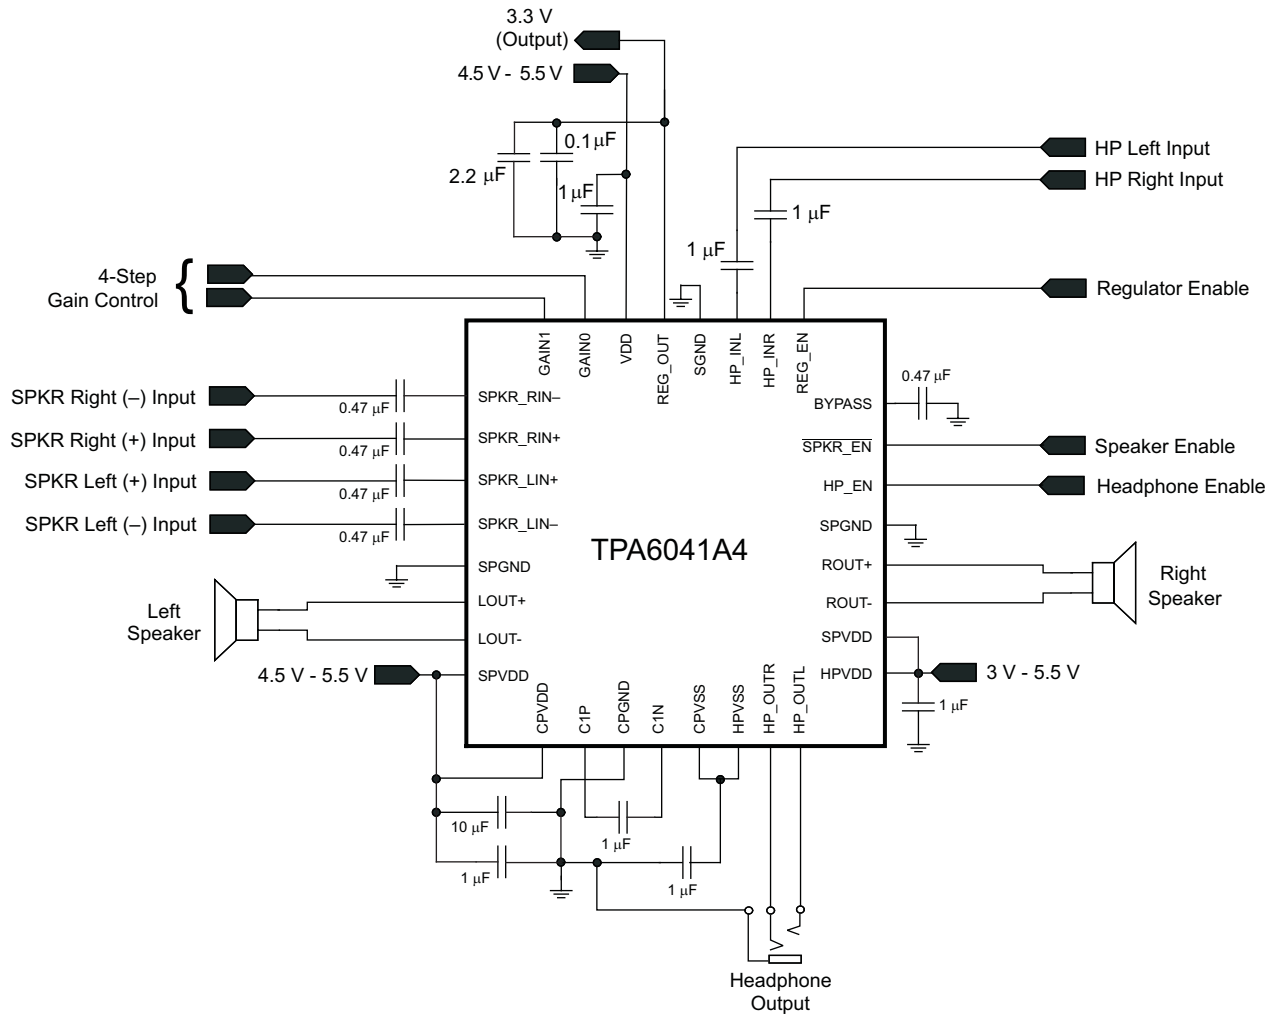 3.3 V
(Output)
4.5 V - 5.5 V
0.1 μF
2.2 μF
1 μF
HP Left Input
HP Right Input
1 μF
1 μF
4-Step
Gain Control
{
Regulator Enable
GAIN1
GAIN0
VDD
REG_OUT
SGND
HP_INL
HP_INR
REG_EN
SPKR Right (–) Input
0.47 μF
SPKR_RIN–
BYPASS
0.47 μF
SPKR Right (+) Input
0.47 μF
SPKR_RIN+
SPKR_EN
Speaker Enable
SPKR Left (+) Input
0.47 μF
SPKR_LIN+
HP_EN
Headphone Enable
SPKR Left (–) Input
0.47 μF
SPKR_LIN–
SPGND
TPA6041A4
SPGND
ROUT+
Left
Speaker
LOUT+
LOUT-
ROUT-
Right
Speaker
SPVDD
4.5 V - 5.5 V
SPVDD
HPVDD
3 V - 5.5 V
CPVDD
C1P
CPGND
C1N
CPVSS
HPVSS
HP_OUTR
HP_OUTL
1 μF
10 μF
1 μF
1 μF
1 μF
Headphone
Output